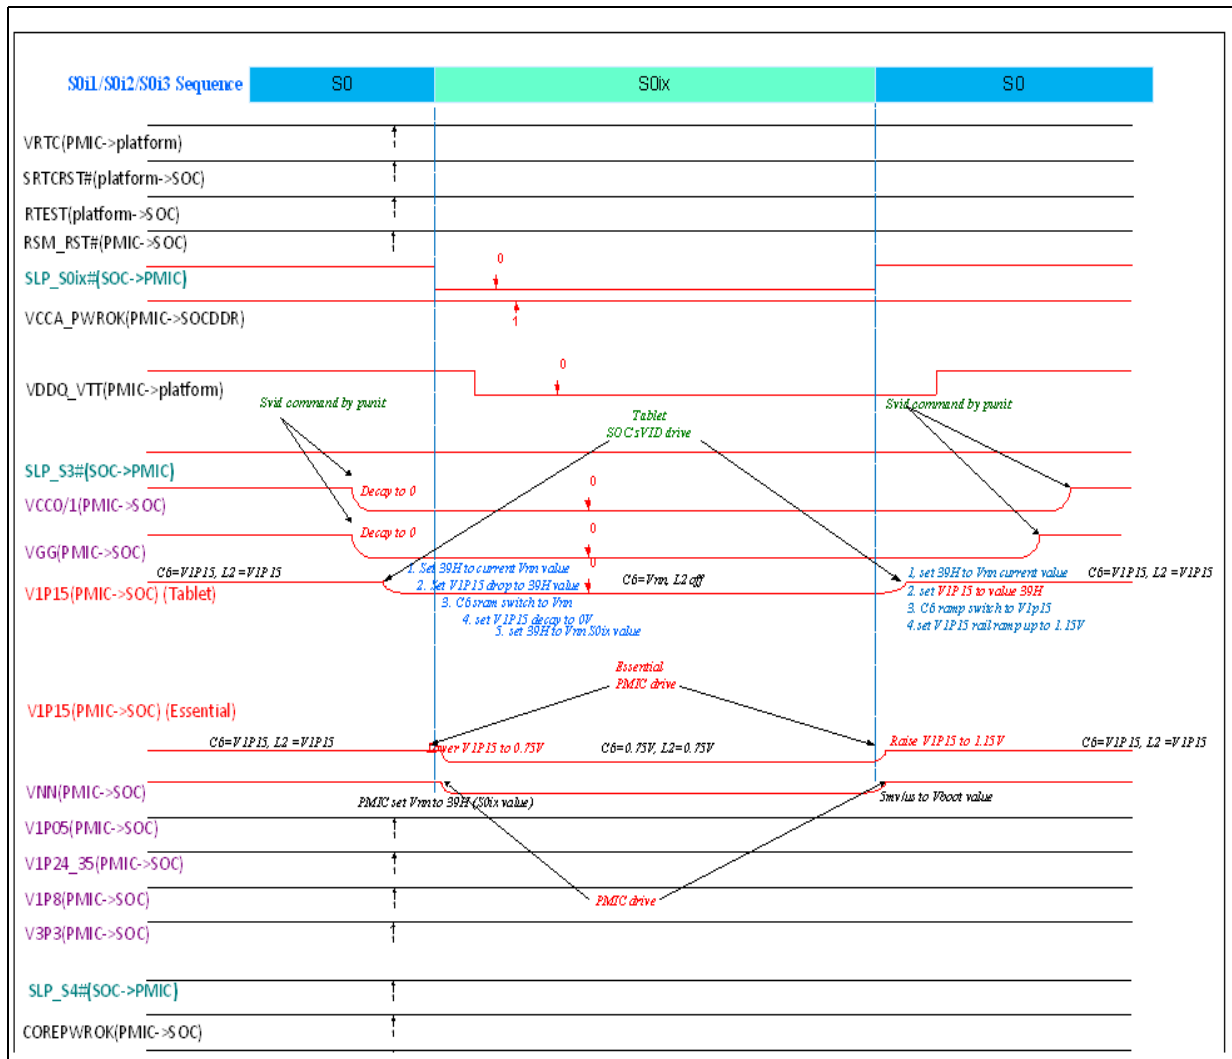 S0i1/S0i2/S0i3 Sequence S0 S0ix S0
VRTC(PMIC->platform)
SRTCRST#(platform->SOC)
RTEST(platform->SOC)
RSM_RST#(PMIC->SOC)
0
SLP_S0ix#(SOC->PMIC)
VCCA_PWROK(PMIC->SOCDDR)
1
0
VDDQ_VTT(PMIC->platform)
Svid command by punit
Svid command by punit
Tablet
SOC sVID drive
SLP_S3#(SOC->PMIC)
0
Decay to 0
VCC0/1(PMIC->SOC)
0
Decay to 0
VGG(PMIC->SOC)
0
C6=V1P15, L2 =V1P15
1. Set 39H to current Vnn value
C6=Vnn, L2 off
1, set 39H to Vnn current value
C6=V1P15, L2 =V1P15
V1P15(PMIC->SOC) (Tablet)
2. Set V1P15 drop to 39H value
2. set V1P15 to value 39H
3. C6 sram switch to Vnn
3. C6 ramp switch to V1p15
4. set V1P15 decay to 0V
4. set V1P15 rail ramp up to 1.15V
5. set 39H to Vnn S0ix value
Essential
PMIC drive
V1P15(PMIC->SOC) (Essential)
C6=V1P15, L2 =V1P15
Lower V1P15 to 0.75V
C6=0.75V, L2=0.75V
Raise V1P15 to 1.15V
C6=V1P15, L2 =V1P15
VNN(PMIC->SOC)
PMIC set Vnn to 39H (S0ix value)
5mv/us to Vboot value
V1P05(PMIC->SOC)
V1P24_35(PMIC->SOC)
V1P8(PMIC->SOC)
PMIC drive
V3P3(PMIC->SOC)
SLP_S4#(SOC->PMIC)
COREPWROK(PMIC->SOC)